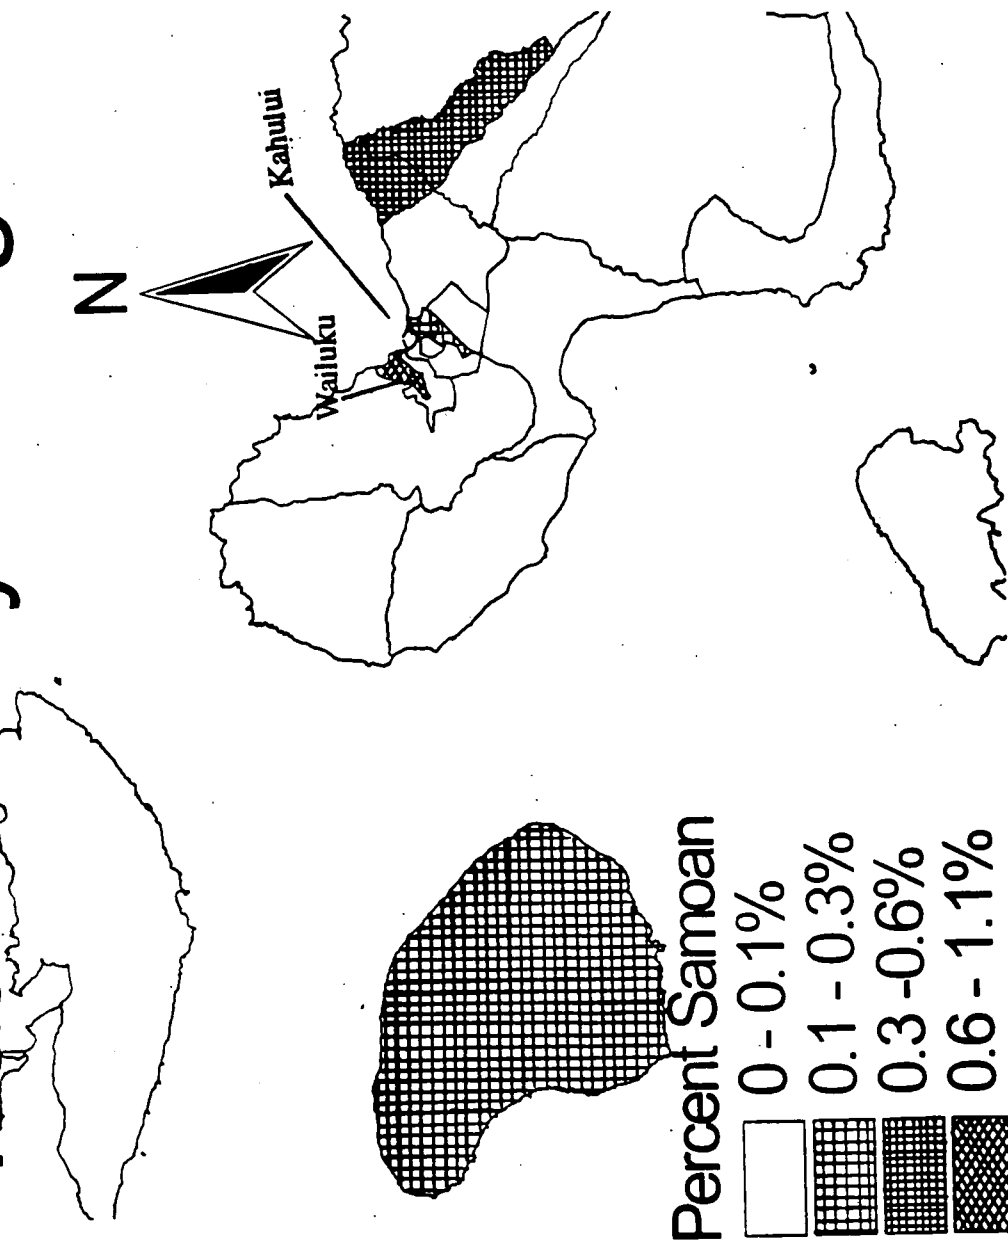 N
Kahului
Wailuku
Percent Samoan
0 - 0.1%
0.1 - 0.3%
0.3 -0.6%
0.6 - 1.1%